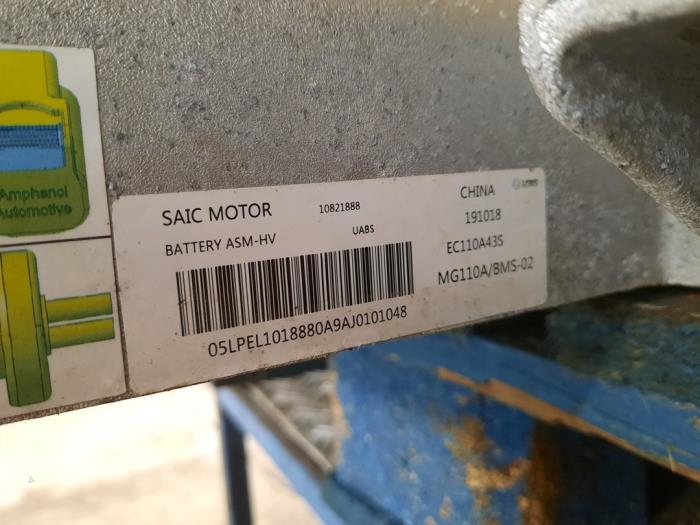 Amphenol
Automotive
SAIC MOTOR 10821888
BATTERY ASM-HV UABS
05LPEL1018880A9AJ0101048
CHINA
191018
EC110A43S
MG110A/BMS-02